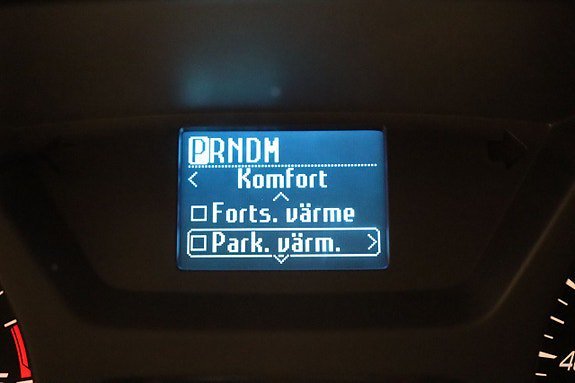 PRNDM
Komfort
Forts. värme
Park. värm.